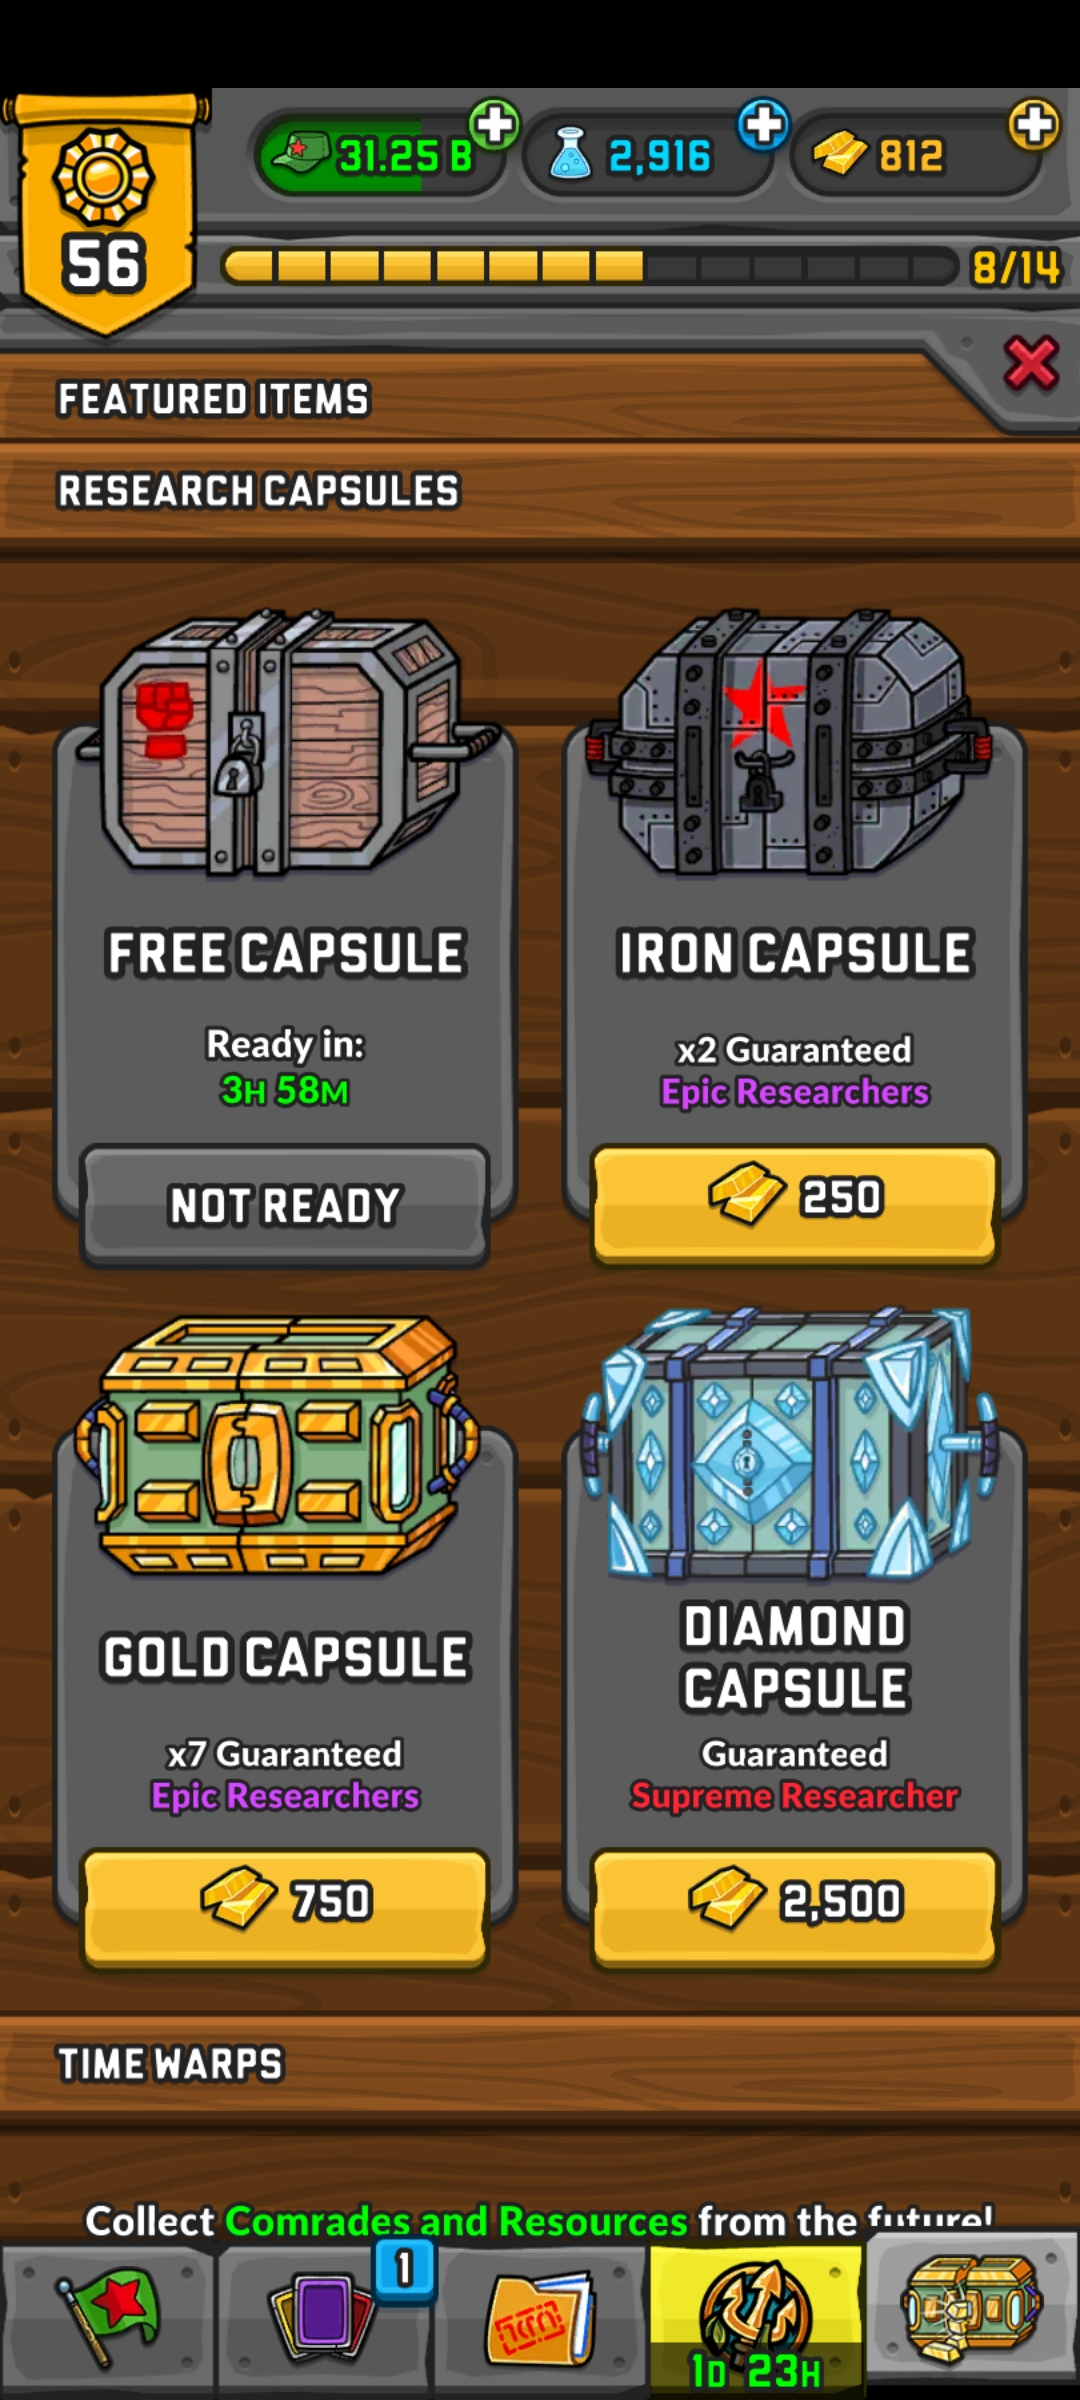 31.25 B
2,916
812
56
8/14
FEATURED ITEMS
RESEARCH CAPSULES
FREE CAPSULE
Ready in:
3H 58M
NOT READY
IRON CAPSULE
x2 Guaranteed
Epic Researchers
250
GOLD CAPSULE
x7 Guaranteed
Epic Researchers
750
DIAMOND
CAPSULE
Guaranteed
Supreme Researcher
2,500
TIME WARPS
Collect Comrades and Resources from the future!
1
1D 23H